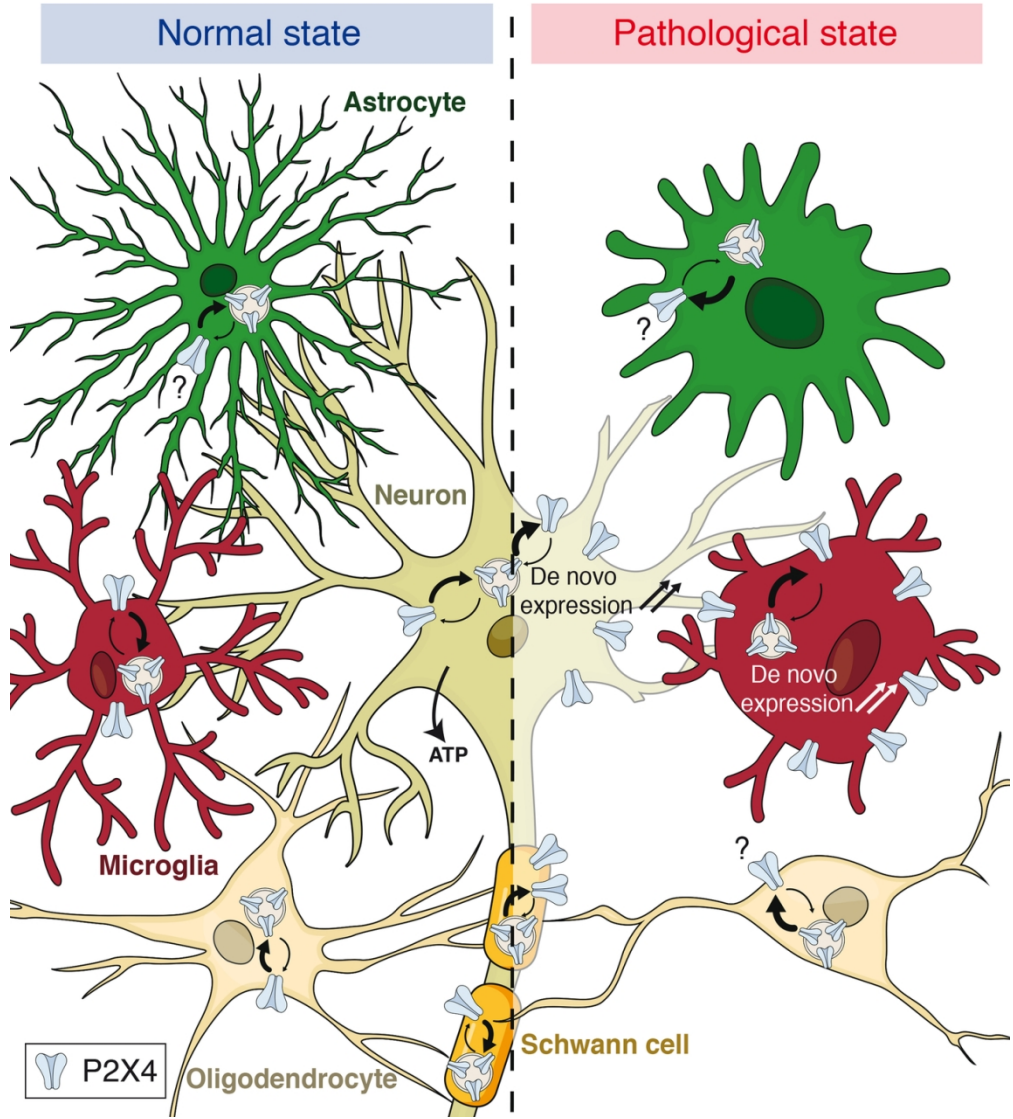 Normal state
Pathological state
Astrocyte
?
?
Neuron
De novo
expression
De novo
expression
ATP
Microglia
?
Schwann cell
P2X4
Oligodendrocyte